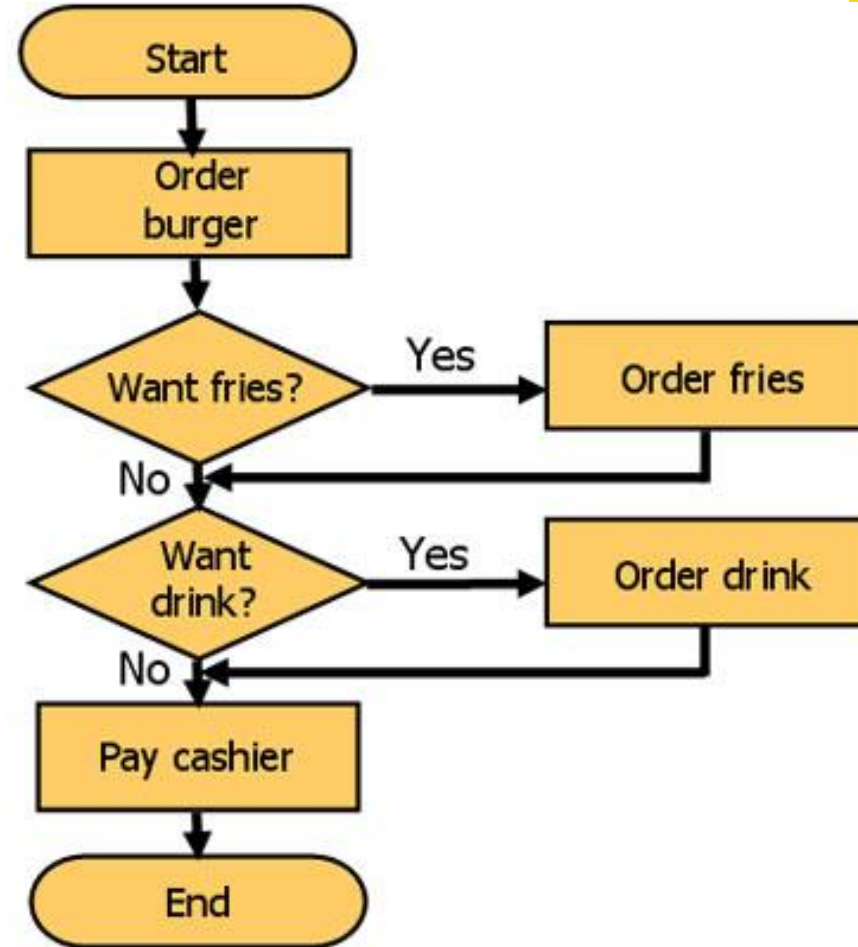 Start
Order
burger
Want fries?
Yes
Order fries
No
Want
drink?
Yes
Order drink
No
Pay cashier
End